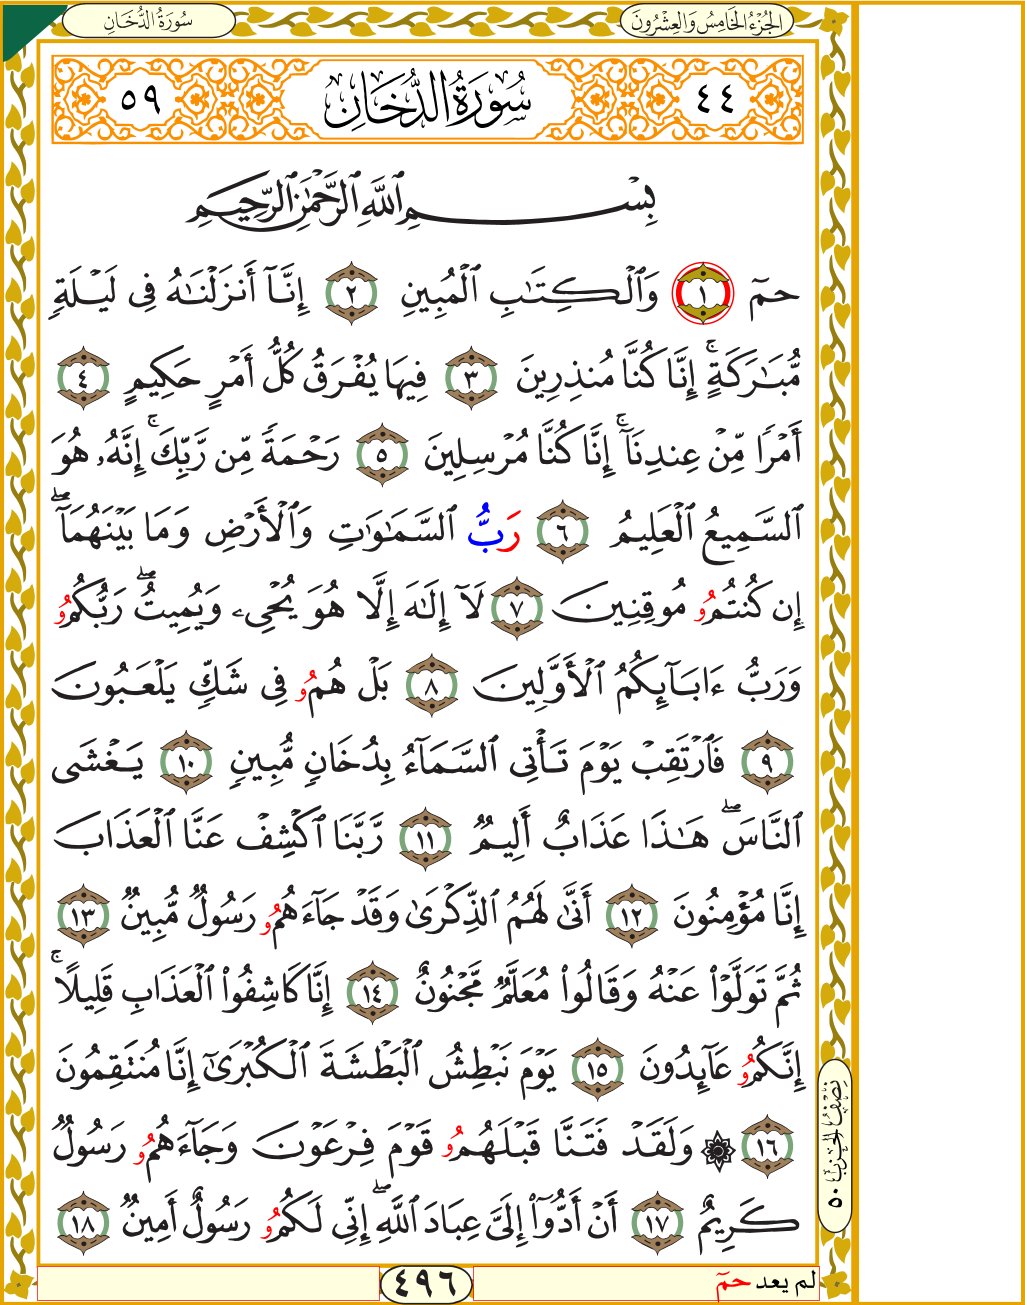 سُورَةُ الدُّخَانِ
الجُزْءُ الخَامِسُ وَالعِشْرُونَ
٤٤ سُورَةُ الدُّخَانِ ٥٩
بِسْمِ ٱللَّهِ ٱلرَّحْمَٰنِ ٱلرَّحِيمِ
حمٓ ١ وَٱلْكِتَٰبِ ٱلْمُبِينِ ٢ إِنَّآ أَنزَلْنَٰهُ فِى لَيْلَةٍ
مُّبَٰرَكَةٍ ۚ إِنَّا كُنَّا مُنذِرِينَ ٣ فِيهَا يُفْرَقُ كُلُّ أَمْرٍ حَكِيمٍ ٤
أَمْرًا مِّنْ عِندِنَآ ۚ إِنَّا كُنَّا مُرْسِلِينَ ٥ رَحْمَةً مِّن رَّبِّكَ ۚ إِنَّهُۥ هُوَ
ٱلسَّمِيعُ ٱلْعَلِيمُ ٦ رَبُّ ٱلسَّمَٰوَٰتِ وَٱلْأَرْضِ وَمَا بَيْنَهُمَآ ۖ
إِن كُنتُمُۥ مُوقِنِينَ ٧ لَآ إِلَٰهَ إِلَّا هُوَ يُحْىِۦ وَيُمِيتُ ۖ رَبُّكُمُۥ
وَرَبُّ ءَابَآئِكُمُ ٱلْأَوَّلِينَ ٨ بَلْ هُمُۥ فِى شَكٍّ يَلْعَبُونَ
٩ فَٱرْتَقِبْ يَوْمَ تَأْتِى ٱلسَّمَآءُ بِدُخَانٍ مُّبِينٍ ١٠ يَغْشَى
ٱلنَّاسَ ۖ هَٰذَا عَذَابٌ أَلِيمٌ ١١ رَّبَّنَا ٱكْشِفْ عَنَّا ٱلْعَذَابَ
إِنَّا مُؤْمِنُونَ ١٢ أَنَّىٰ لَهُمُ ٱلذِّكْرَىٰ وَقَدْ جَآءَهُمُۥ رَسُولٌ مُّبِينٌ ١٣
ثُمَّ تَوَلَّوْا۟ عَنْهُ وَقَالُوا۟ مُعَلَّمٌ مَّجْنُونٌ ١٤ إِنَّا كَاشِفُوا۟ ٱلْعَذَابِ قَلِيلًا ۚ
إِنَّكُمُۥ عَآئِدُونَ ١٥ يَوْمَ نَبْطِشُ ٱلْبَطْشَةَ ٱلْكُبْرَىٰٓ إِنَّا مُنتَقِمُونَ
١٦ ۞ وَلَقَدْ فَتَنَّا قَبْلَهُمُۥ قَوْمَ فِرْعَوْنَ وَجَآءَهُمُۥ رَسُولٌ
كَرِيمٌ ١٧ أَنْ أَدُّوٓا۟ إِلَىَّ عِبَادَ ٱللَّهِ ۖ إِنِّى لَكُمُۥ رَسُولٌ أَمِينٌ ١٨
نِصْفُ الحِزْبِ ٥٠
لم يعد حمٓ
٤٩٦